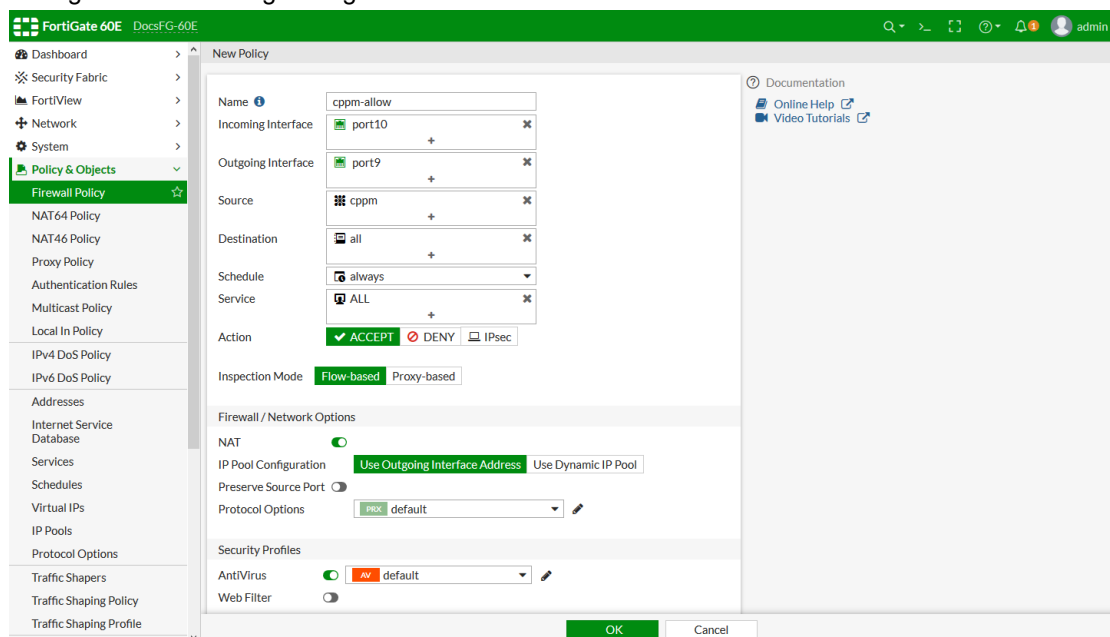 FortiGate 60E DocsFG-60E
>_ 1 admin
Dashboard
Security Fabric
FortiView
Network
System
Policy & Objects
Firewall Policy
NAT64 Policy
NAT46 Policy
Proxy Policy
Authentication Rules
Multicast Policy
Local In Policy
IPv4 DoS Policy
IPv6 DoS Policy
Addresses
Internet Service
Database
Services
Schedules
Virtual IPs
IP Pools
Protocol Options
Traffic Shapers
Traffic Shaping Policy
Traffic Shaping Profile
New Policy
Name cppm-allow
Incoming Interface port10
+
Outgoing Interface port9
+
Source cppm
+
Destination all
+
Schedule always
Service ALL
+
Action ACCEPT DENY IPsec
Inspection Mode Flow-based Proxy-based
Firewall / Network Options
NAT
IP Pool Configuration Use Outgoing Interface Address Use Dynamic IP Pool
Preserve Source Port
Protocol Options PRX default
Security Profiles
AntiVirus AV default
Web Filter
OK Cancel
Documentation
Online Help
Video Tutorials